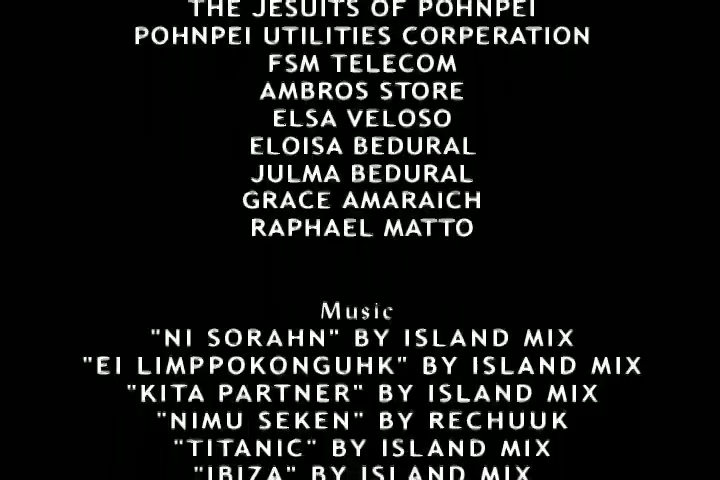 THE JESUITS OF POHNPEI
POHNPEI UTILITIES CORPERATION
FSM TELECOM
AMBROS STORE
ELSA VELOSO
ELOISA BEDURAL
JULMA BEDURAL
GRACE AMARAICH
RAPHAEL MATTO
Music
"NI SORAHN" BY ISLAND MIX
"EI LIMPPOKONGUHK" BY ISLAND MIX
"KITA PARTNER" BY ISLAND MIX
"NIMU SEKEN" BY RECHUUK
"TITANIC" BY ISLAND MIX
"IBIZA" BY ISLAND MIX